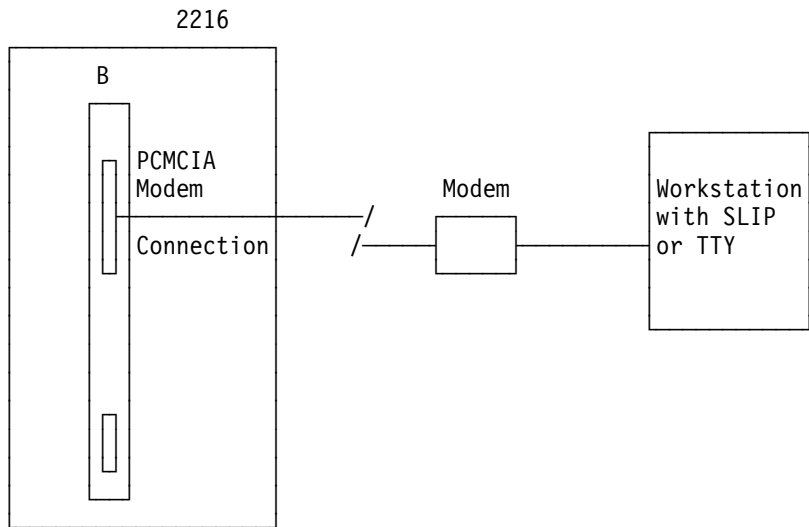 2216
B
PCMCIA
Modem
Connection
Modem
Workstation
with SLIP
or TTY